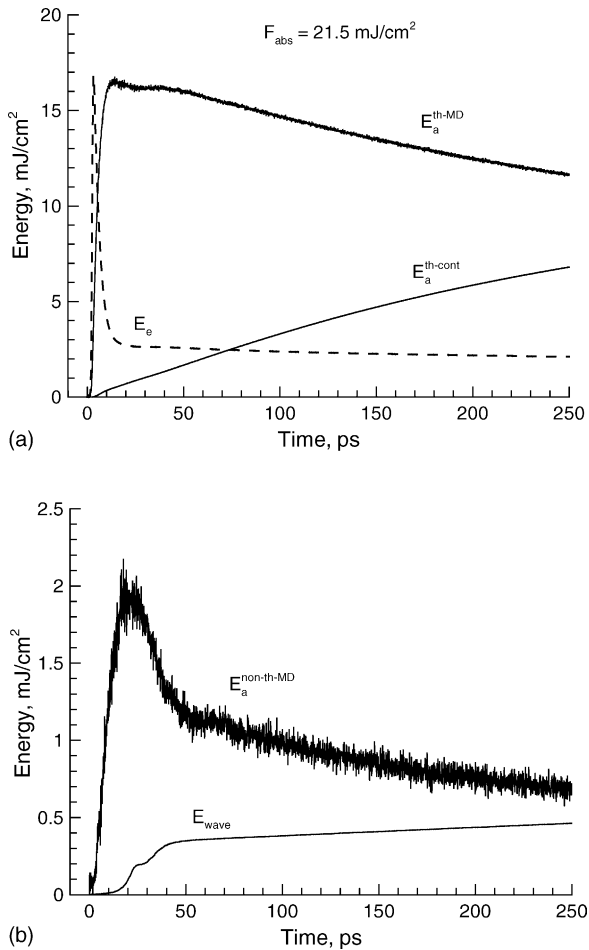 20
F_abs = 21.5 mJ/cm²
15
E_a^th-MD
Energy, mJ/cm²
10
E_a^th-cont
5
E_e
0
0 50 100 150 200 250
(a)
Time, ps
2.5
2
1.5
E_a^non-th-MD
Energy, mJ/cm²
1
E_wave
0.5
0
0 50 100 150 200 250
(b)
Time, ps